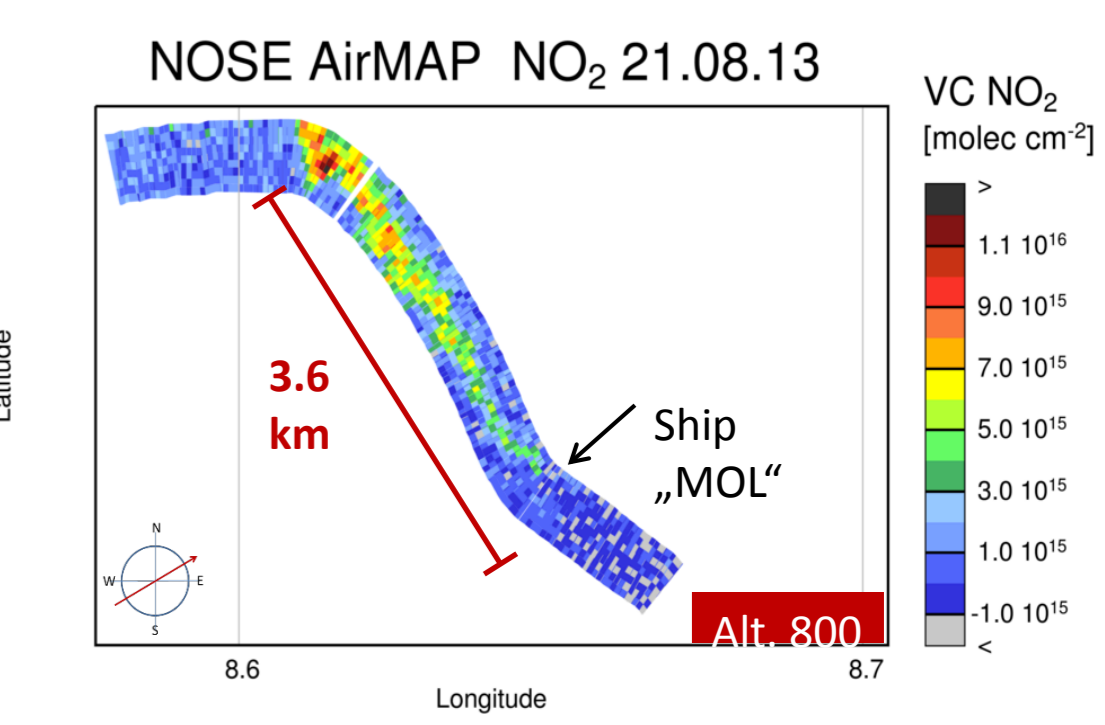 NOSE AirMAP NO₂ 21.08.13
VC NO₂
[molec cm⁻²]
>
1.1 10¹⁶
9.0 10¹⁵
7.0 10¹⁵
5.0 10¹⁵
3.0 10¹⁵
1.0 10¹⁵
-1.0 10¹⁵
<
3.6
km
Ship
„MOL“
N
W E
S
Alt. 800
8.6 8.7
Longitude
Latitude